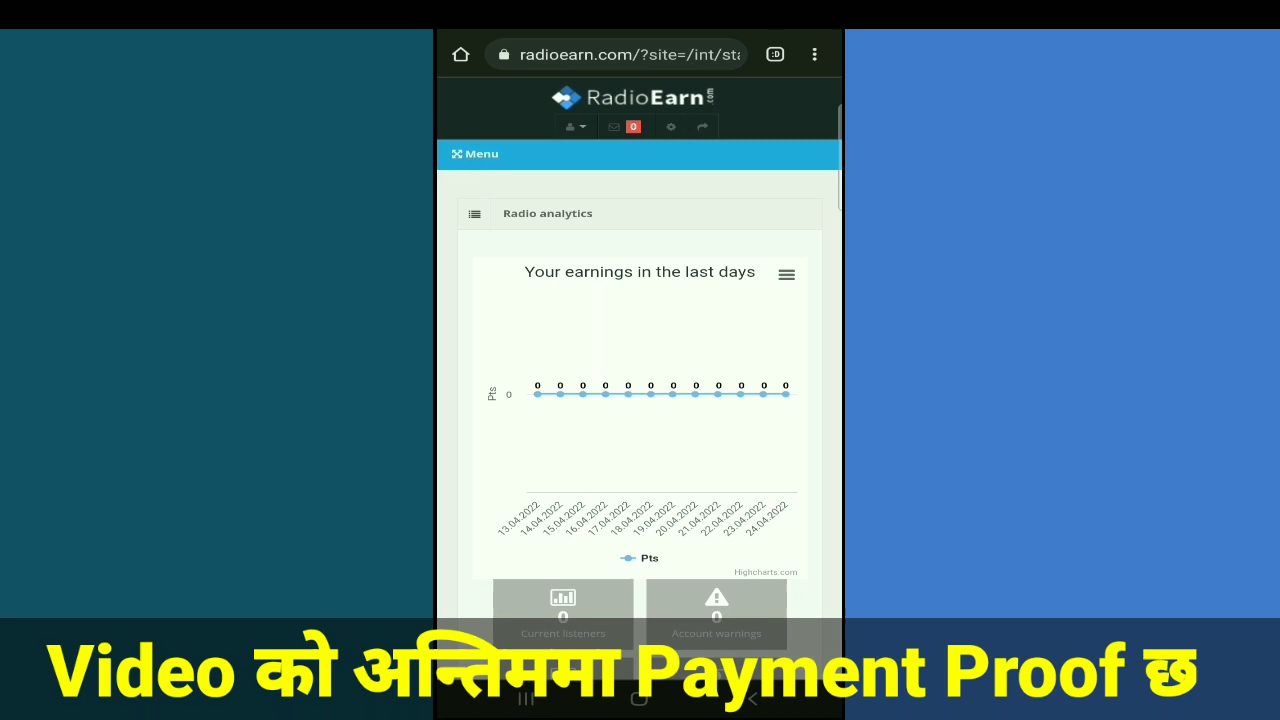 radioearn.com/?site=/int/sta
:D
RadioEarn.com
0
Menu
Radio analytics
Your earnings in the last days
0 0 0 0 0 0 0 0 0 0 0 0
Pts
0
13.04.2022 14.04.2022 15.04.2022 16.04.2022 17.04.2022 18.04.2022 19.04.2022 20.04.2022 21.04.2022 22.04.2022 23.04.2022 24.04.2022
Pts
Highcharts.com
0 0
Current listeners Account warnings
Video को अन्तिममा Payment Proof छ